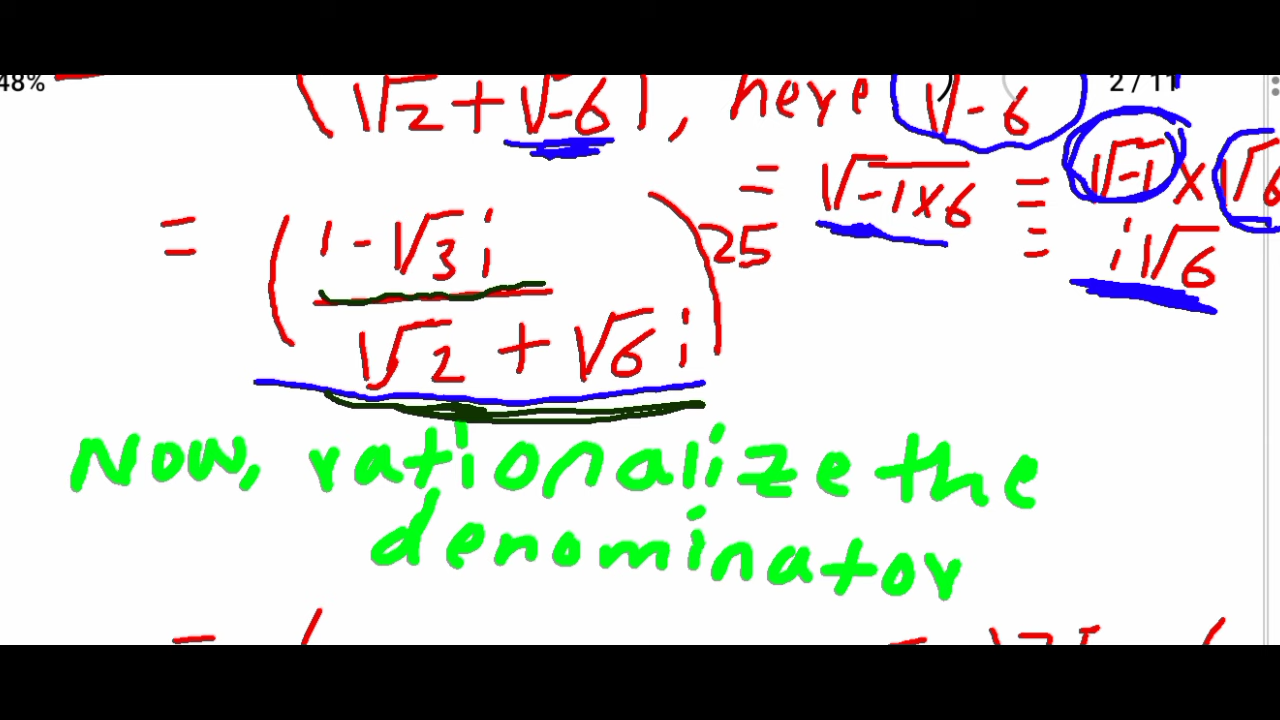 48%
2 / 11
(√2 + √-6), here √-6
= √-1×6 = √-1 × √6
= (1 - √3 i / √2 + √6 i)^25
= i√6
Now, rationalize the
denominator
= (